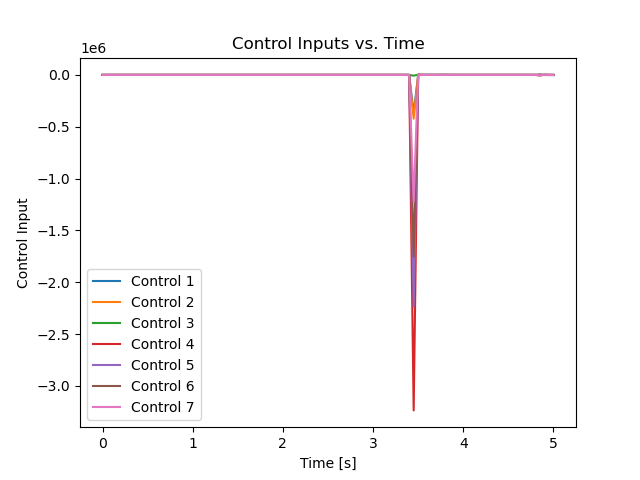 Control Inputs vs. Time
1e6
0.0
−0.5
−1.0
−1.5
−2.0
−2.5
−3.0
Control Input
Control 1
Control 2
Control 3
Control 4
Control 5
Control 6
Control 7
0 1 2 3 4 5
Time [s]